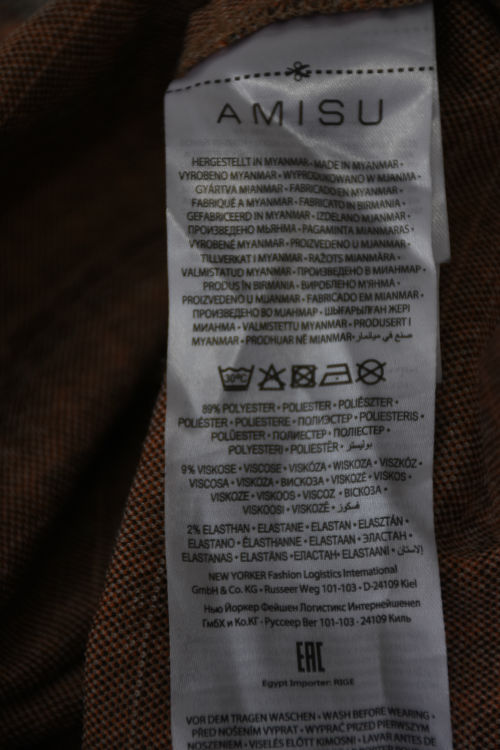 AMISU
HERGESTELLT IN MYANMAR • MADE IN MYANMAR •
VYROBENO MYANMAR • WYPRODUKOWANO W MJANMA •
GYÁRTVA MIANMAR • FABRICADO EN MYANMAR •
FABRIQUÉ A MYANMAR • FABRICATO IN BIRMANIA •
GEFABRICEERD IN MYANMAR • IZDELANO MJANMAR •
ПРОИЗВЕДЕНО МЬЯНМА • PAGAMINTA MIANMARAS •
VYROBENÉ MYANMAR • PROIZVEDENO U MJANMAR •
TILLVERKAT I MYANMAR • RAŽOTS MIANMĀRA •
VALMISTATUD MYANMAR • ПРОИЗВЕДЕНО В МИАНМАР •
PRODUS ÎN BIRMANIA • ВИРОБЛЕНО М'ЯНМА •
PROIZVEDENO U MJANMAR • FABRICADO EM MIANMAR •
ПРОИЗВЕДЕНО ВО МЈАНМАР • ШЫҒАРЫЛҒАН ЖЕРІ
МИАНМА • VALMISTETTU MYANMAR • PRODUSERT I
MYANMAR • PRODHUAR NË MIANMAR • صنع في ميانمار
30°C
89% POLYESTER • POLIESTER • POLIÉSZTER •
POLIÉSTER • POLIESTERE • ПОЛИЭСТЕР • POLIESTERIS •
POLÜESTER • ПОЛИЕСТЕР • ПОЛІЕСТЕР •
POLYESTERI • POLIESTËR • بوليستر
9% VISKOSE • VISCOSE • VISKÓZA • WISKOZA • VISZKÓZ •
VISCOSA • VISKOZA • ВИСКОЗА • VISKOZĖ • VISKOS •
VISKOZE • VISKOOS • VISCOZ • ВІСКОЗА •
VISKOOSI • VISKOZË • فسكوز
2% ELASTHAN • ELASTANE • ELASTAN • ELASZTÁN •
ELASTANO • ÉLASTHANNE • ELASTAAN • ЭЛАСТАН •
ELASTANAS • ELASTĀNS • ЕЛАСТАН • ELASTAANI • إلاستان
NEW YORKER Fashion Logistics International
GmbH & Co. KG • Russeer Weg 101-103 • D-24109 Kiel
Нью Йоркер Фейшен Логистикс Интернейшенел
ГмбХ и Ко.КГ • Руссеер Вег 101-103 • 24109 Киль
EAC
Egypt Importer: RIGE
VOR DEM TRAGEN WASCHEN • WASH BEFORE WEARING •
PŘED NOŠENÍM VYPRAT • WYPRAĆ PRZED PIERWSZYM
NOSZENIEM • VISELÉS ELŐTT KIMOSNI • LAVAR ANTES DE